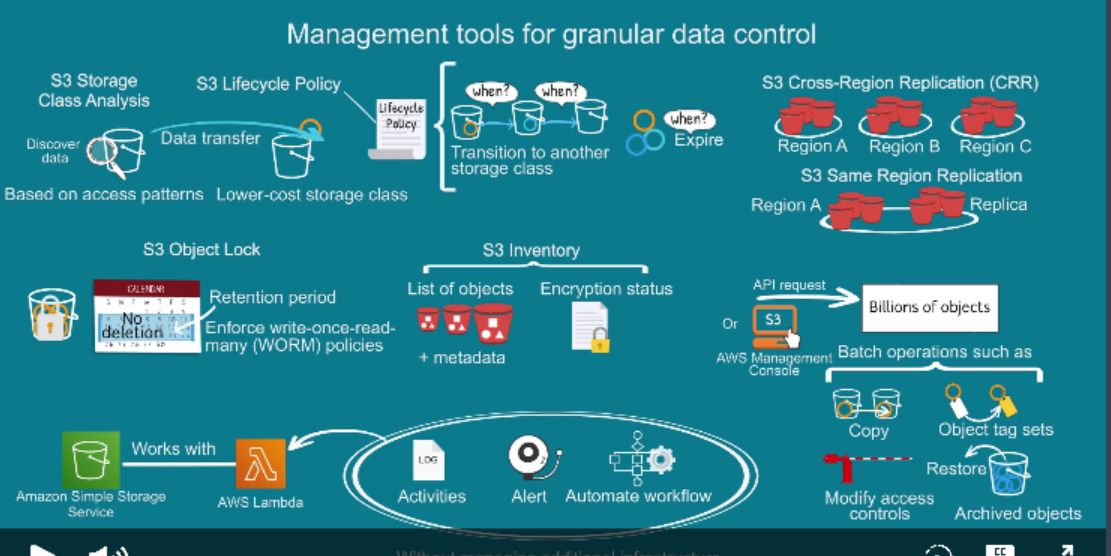 Management tools for granular data control
S3 Storage
Class Analysis
Discover
data
Based on access patterns
Data transfer
Lower-cost storage class
S3 Lifecycle Policy
Lifecycle
Policy
when?
when?
Transition to another
storage class
when?
Expire
S3 Cross-Region Replication (CRR)
Region A
Region B
Region C
S3 Same Region Replication
Region A
Replica
S3 Object Lock
CALENDAR
No
deletion
Retention period
Enforce write-once-read-
many (WORM) policies
S3 Inventory
List of objects
+ metadata
Encryption status
API request
Or
S3
AWS Management
Console
Billions of objects
Batch operations such as
Copy
Object tag sets
Modify access
controls
Restore
Archived objects
Amazon Simple Storage
Service
Works with
AWS Lambda
LOG
Activities
Alert
Automate workflow
Without managing additional infrastructure
CC